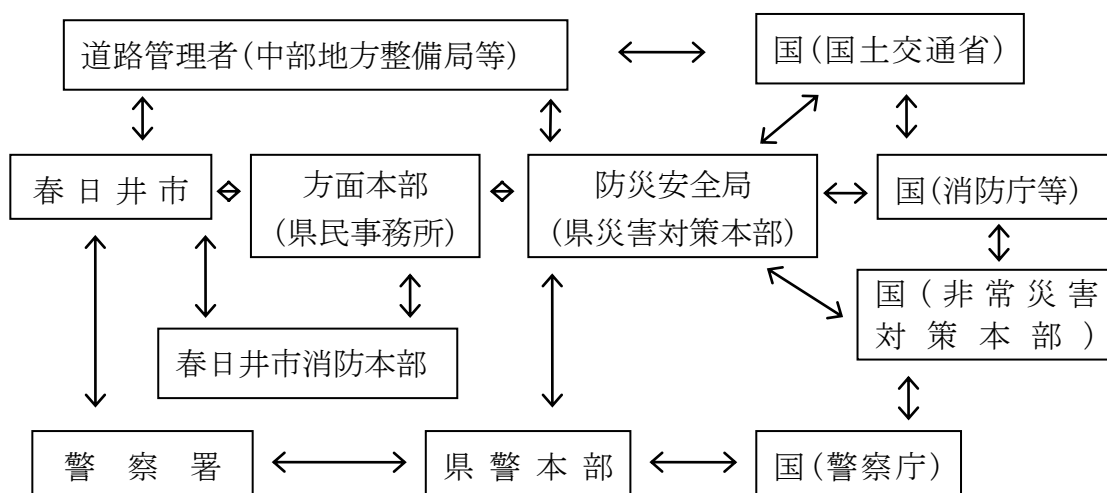 道路管理者(中部地方整備局等)
国(国土交通省)
春日井市
方面本部
(県民事務所)
防災安全局
(県災害対策本部)
国(消防庁等)
国(非常災害
対策本部)
春日井市消防本部
警察署
県警本部
国(警察庁)